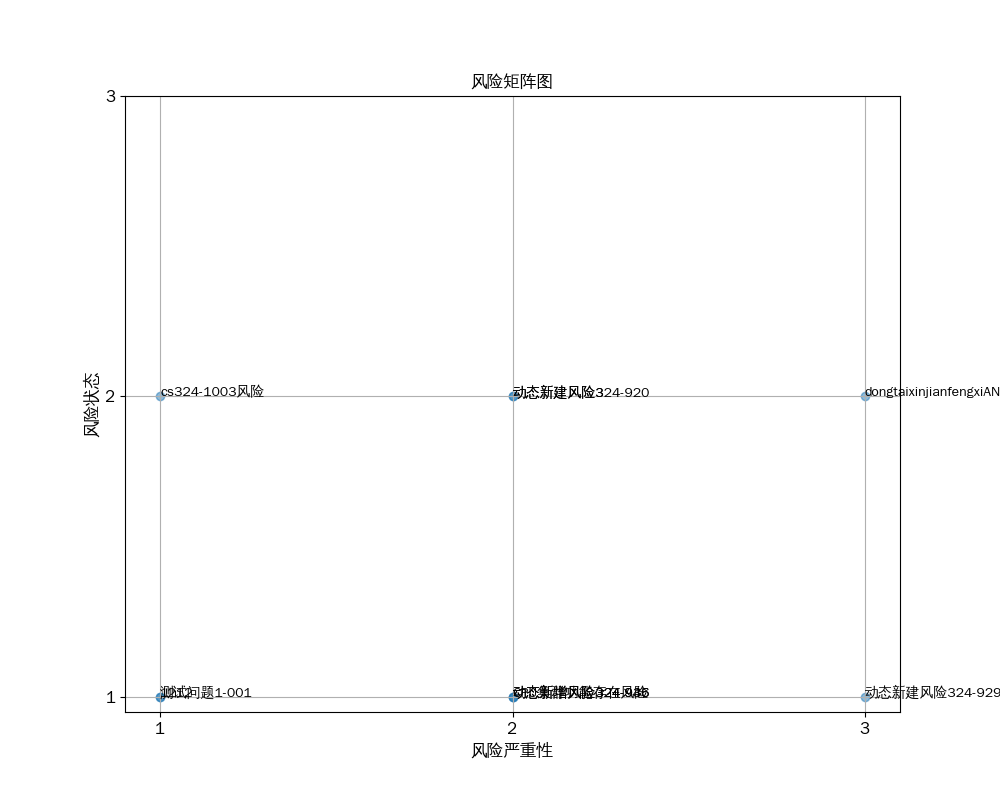 风险矩阵图
3
风险状态
2
cs324-1003风险
动态新建风险324-920
dongtaixinjianfengxiAN
1
测试问题1-001
动态新建风险324-929
1
2
3
风险严重性